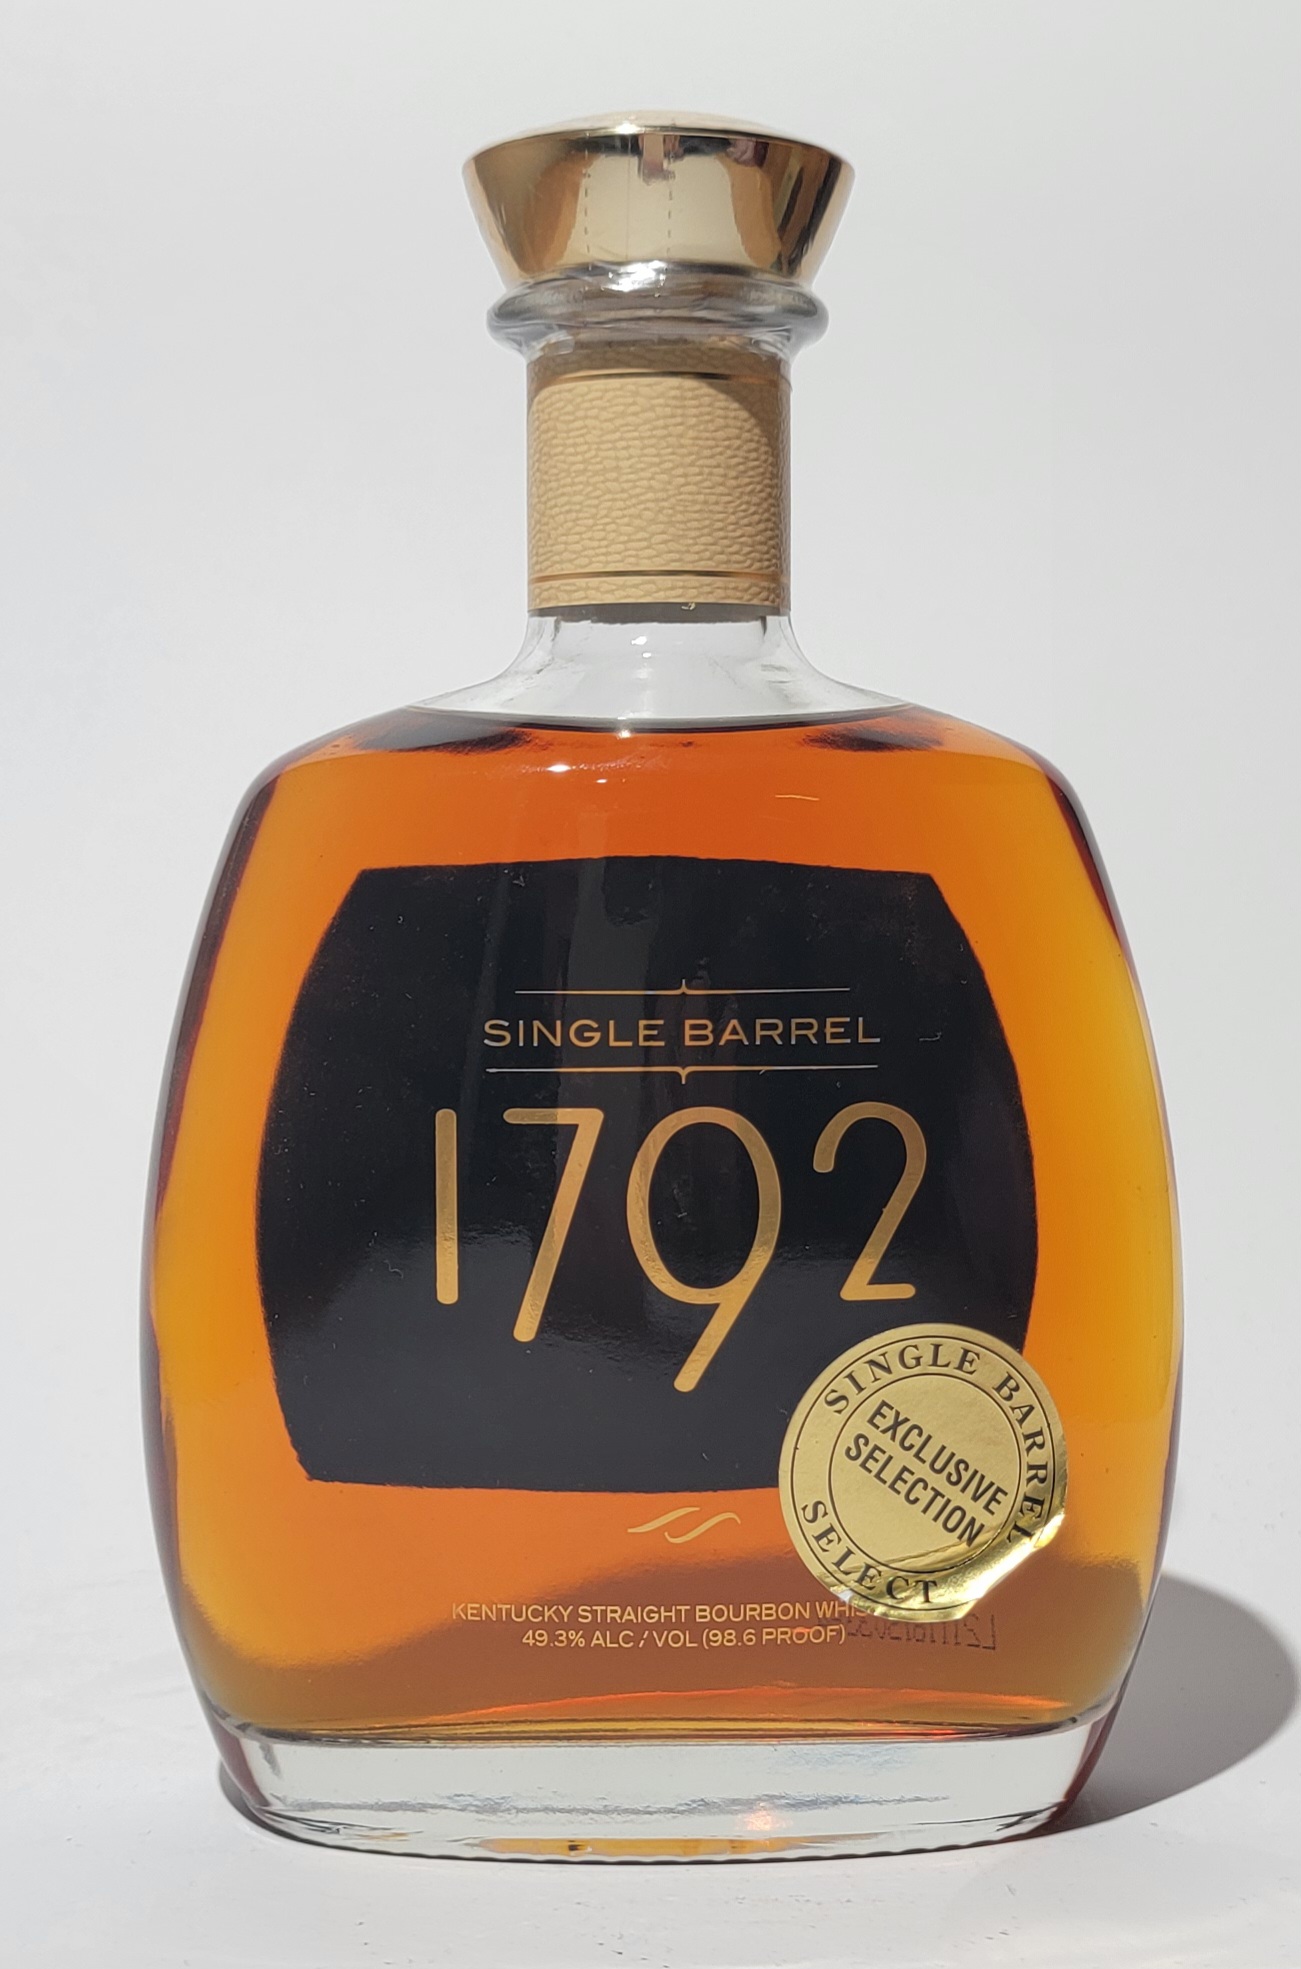 SINGLE BARREL
1792
SINGLE BARREL
EXCLUSIVE
SELECTION
SELECT
KENTUCKY STRAIGHT BOURBON
49.3% ALC / VOL (98.6 PROOF)